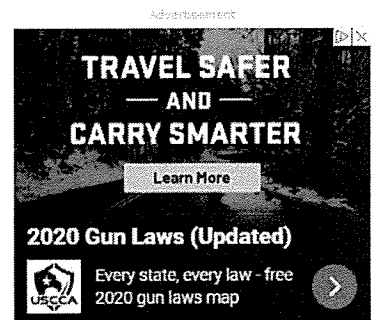 Advertisement
TRAVEL SAFER
AND
CARRY SMARTER
Learn More
2020 Gun Laws (Updated)
USCCA
Every state, every law - free
2020 gun laws map